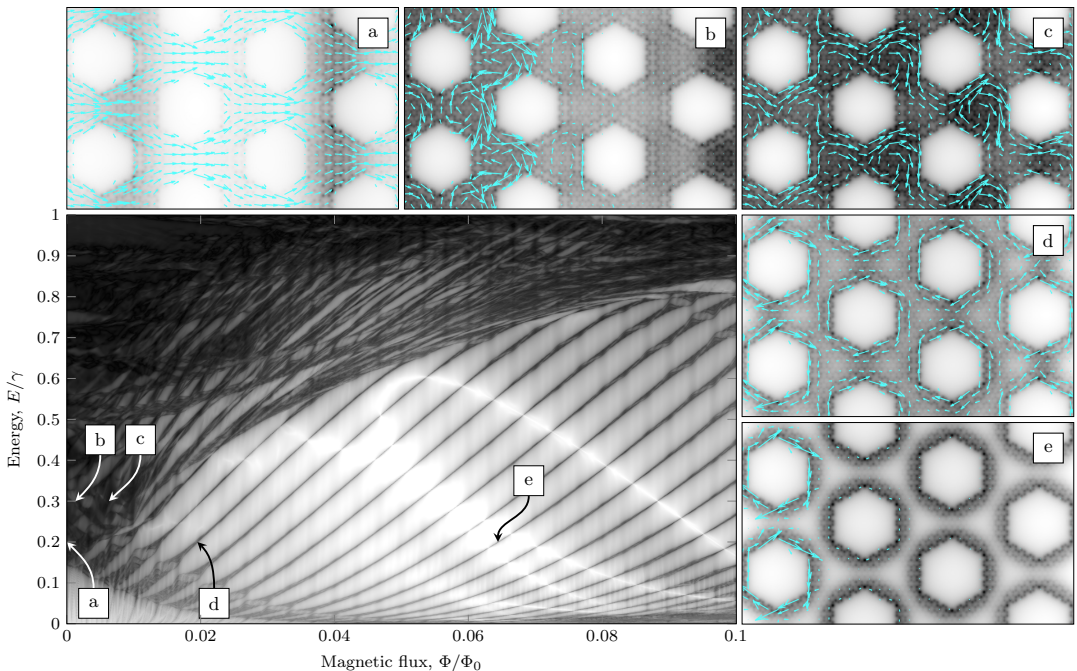 a
b
c
d
e
1
0.9
0.8
0.7
0.6
0.5
0.4
0.3
0.2
0.1
0
Energy, E/γ
b
c
e
a
d
0
0.02
0.04
0.06
0.08
0.1
Magnetic flux, Φ/Φ₀